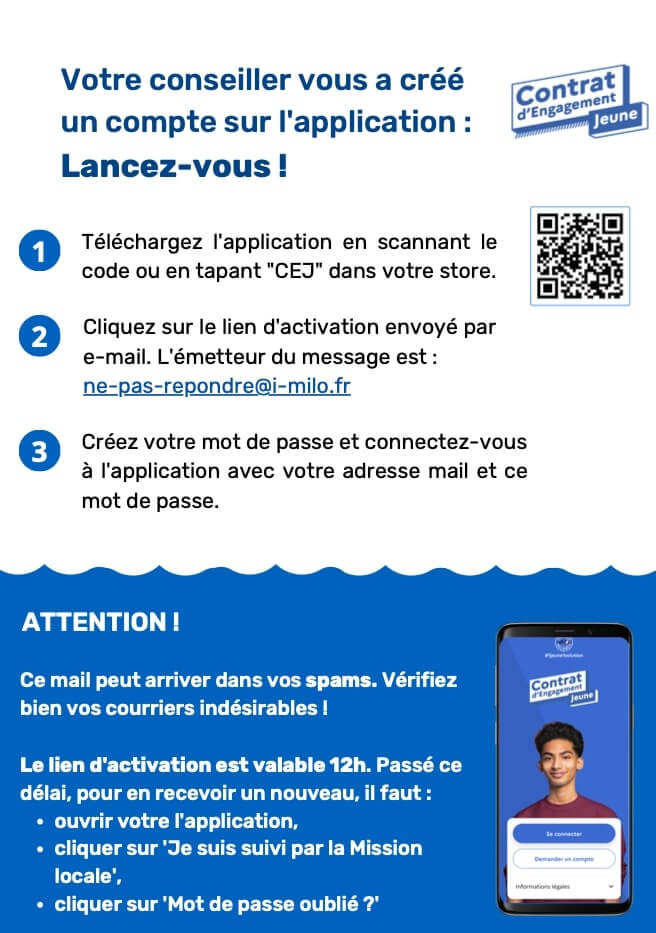 Votre conseiller vous a créé
un compte sur l'application :
Lancez-vous !
Contrat
d'Engagement
Jeune
1
Téléchargez l'application en scannant le
code ou en tapant "CEJ" dans votre store.
2
Cliquez sur le lien d'activation envoyé par
e-mail. L'émetteur du message est :
ne-pas-repondre@i-milo.fr
3
Créez votre mot de passe et connectez-vous
à l'application avec votre adresse mail et ce
mot de passe.
ATTENTION !
Ce mail peut arriver dans vos spams. Vérifiez
bien vos courriers indésirables !
Le lien d'activation est valable 12h. Passé ce
délai, pour en recevoir un nouveau, il faut :
• ouvrir votre l'application,
• cliquer sur 'Je suis suivi par la Mission
locale',
• cliquer sur 'Mot de passe oublié ?'
#1jeune1solution
Contrat
d'Engagement
Jeune
Se connecter
Demander un compte
Informations légales